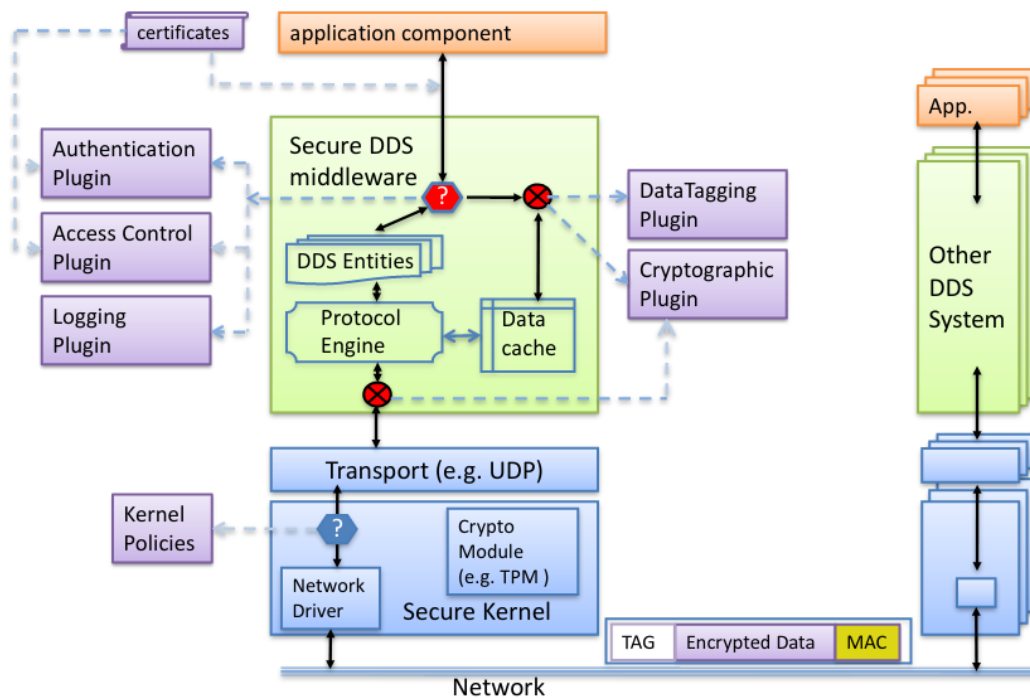 certificates
application component
App.
Authentication
Plugin
Secure DDS
middleware
?
DataTagging
Plugin
Access Control
Plugin
DDS Entities
Cryptographic
Plugin
Other
DDS
System
Logging
Plugin
Protocol
Engine
Data
cache
Transport (e.g. UDP)
Kernel
Policies
?
Crypto
Module
(e.g. TPM )
Network
Driver
Secure Kernel
TAG
Encrypted Data
MAC
Network